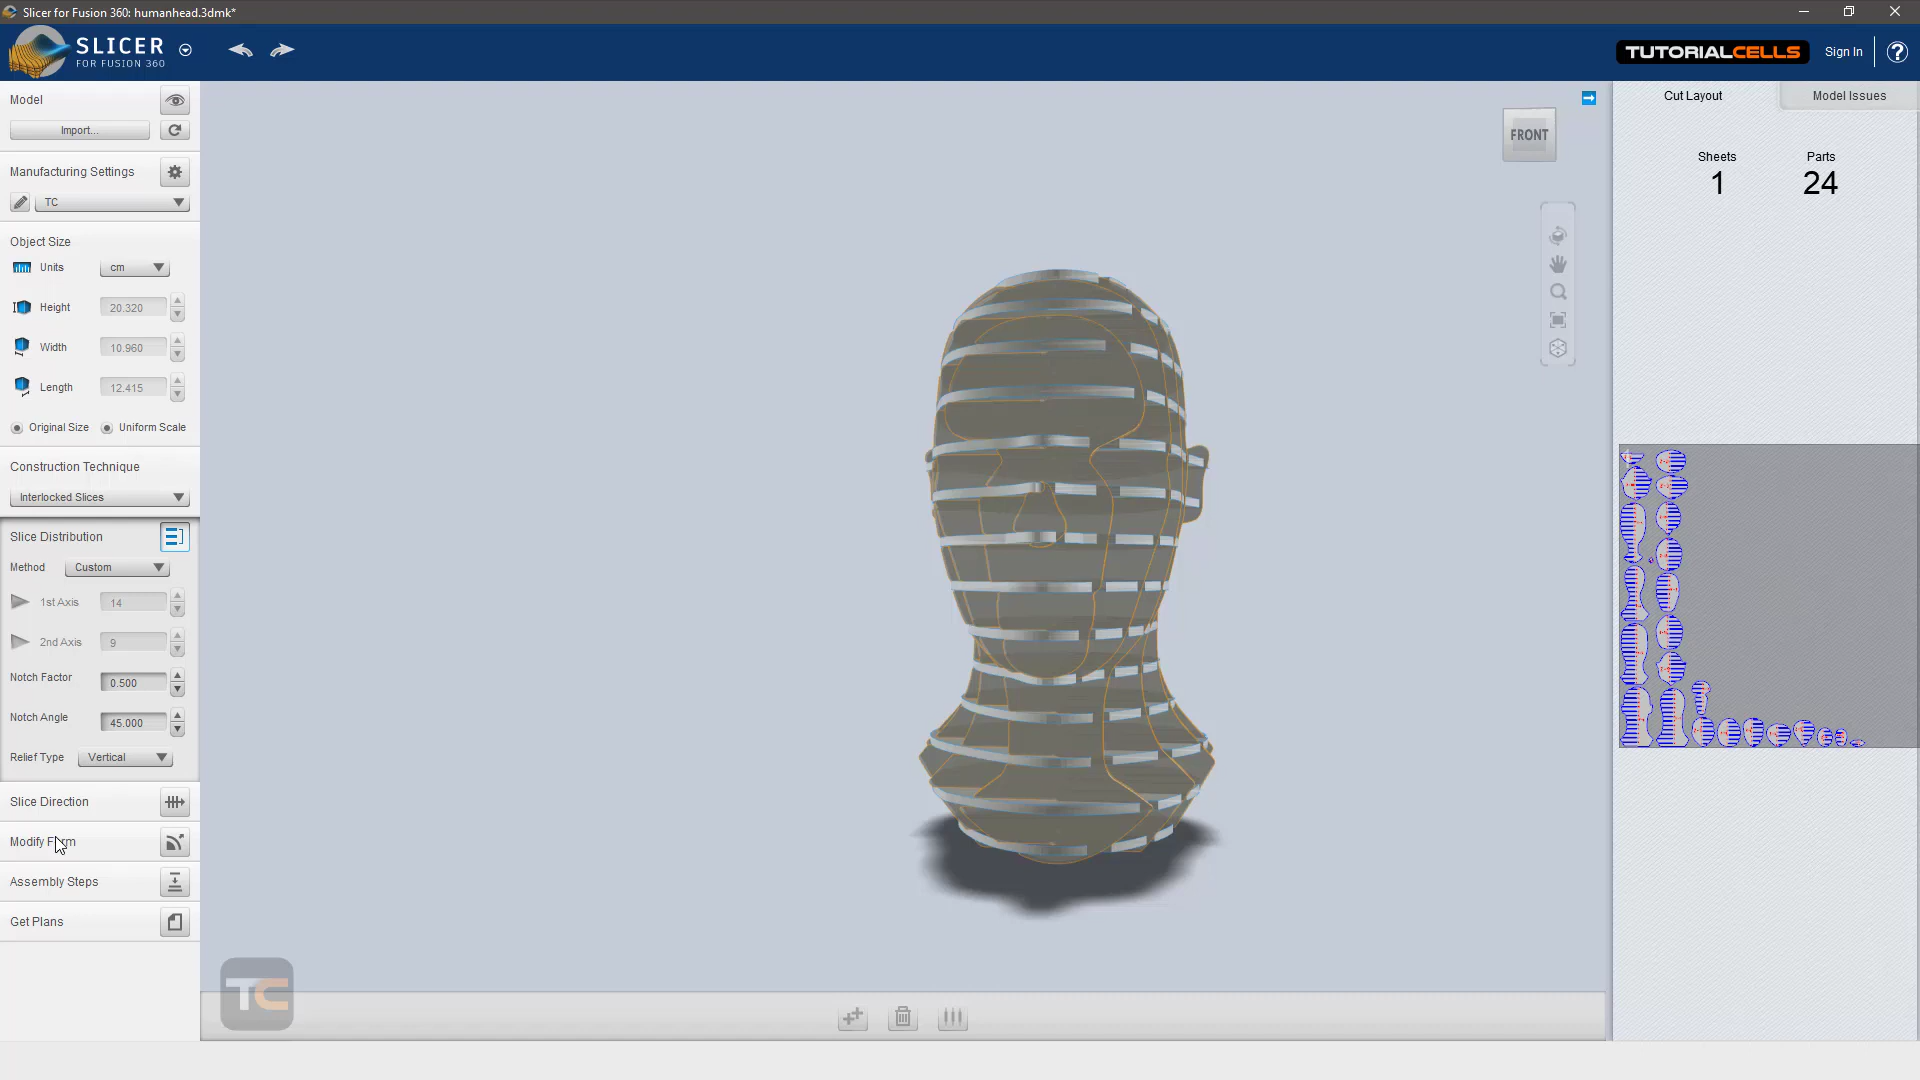 Slicer for Fusion 360: humanhead.3dmk*
SLICER
FOR FUSION 360
TUTORIALCELLS
Sign In
?
Model
Import...
Manufacturing Settings
TC
Object Size
Units
cm
Height
20.320
Width
10.960
Length
12.415
Original Size
Uniform Scale
Construction Technique
Interlocked Slices
Slice Distribution
Method
Custom
1st Axis
14
2nd Axis
9
Notch Factor
0.500
Notch Angle
45.000
Relief Type
Vertical
Slice Direction
Modify Form
Assembly Steps
Get Plans
TC
FRONT
Cut Layout
Model Issues
Sheets
Parts
1
24